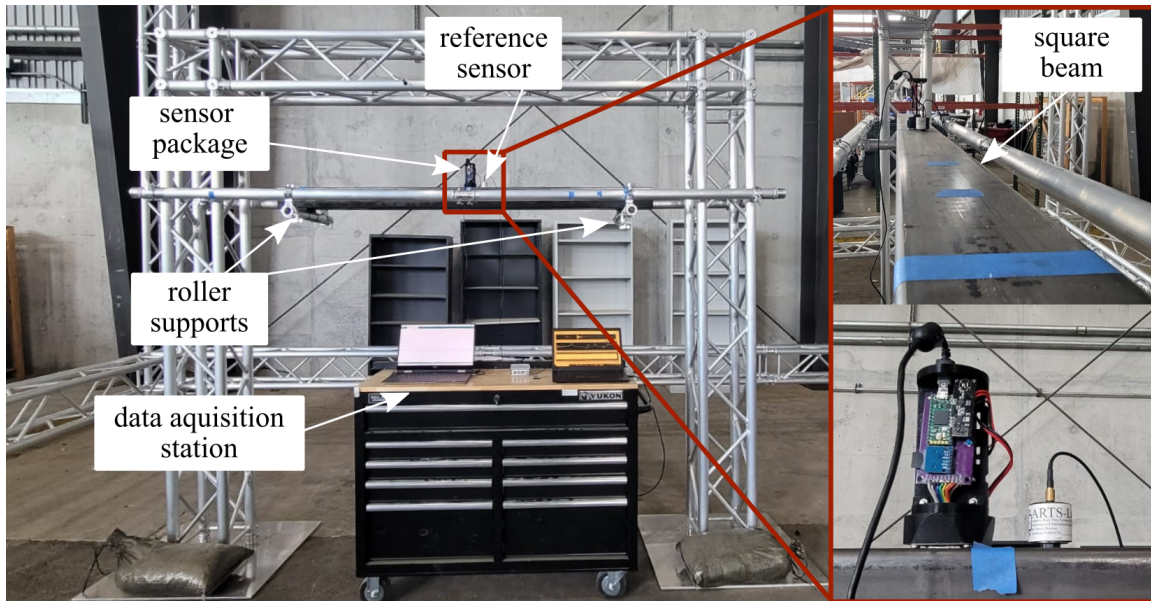 reference
sensor
square
beam
sensor
package
roller
supports
data aquisition
station
YUKON
ARTS-L